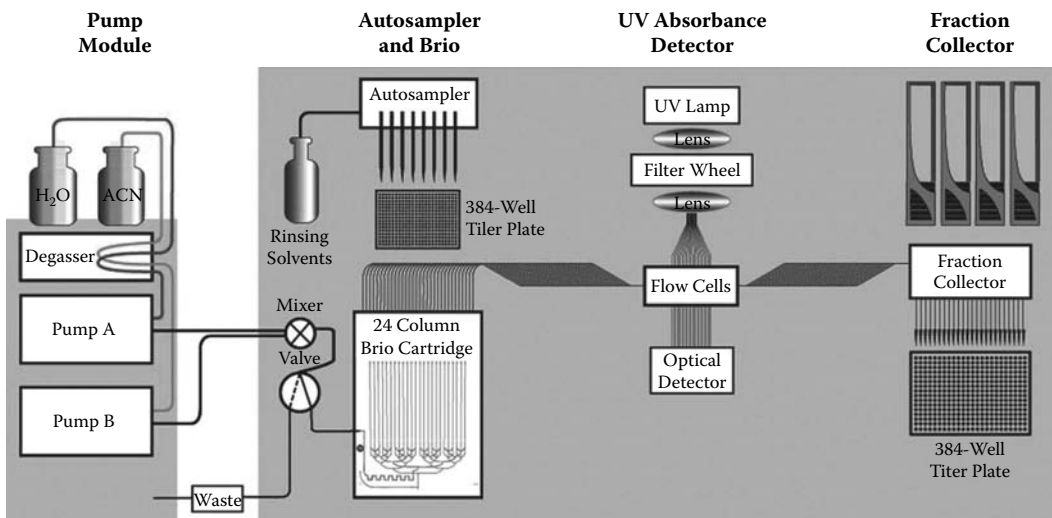 Pump
Module
Autosampler
and Brio
UV Absorbance
Detector
Fraction
Collector
H₂O
ACN
Degasser
Pump A
Pump B
Waste
Autosampler
Rinsing
Solvents
384-Well
Tiler Plate
Mixer
Valve
24 Column
Brio Cartridge
UV Lamp
Lens
Filter Wheel
Lens
Flow Cells
Optical
Detector
Fraction
Collector
384-Well
Titer Plate